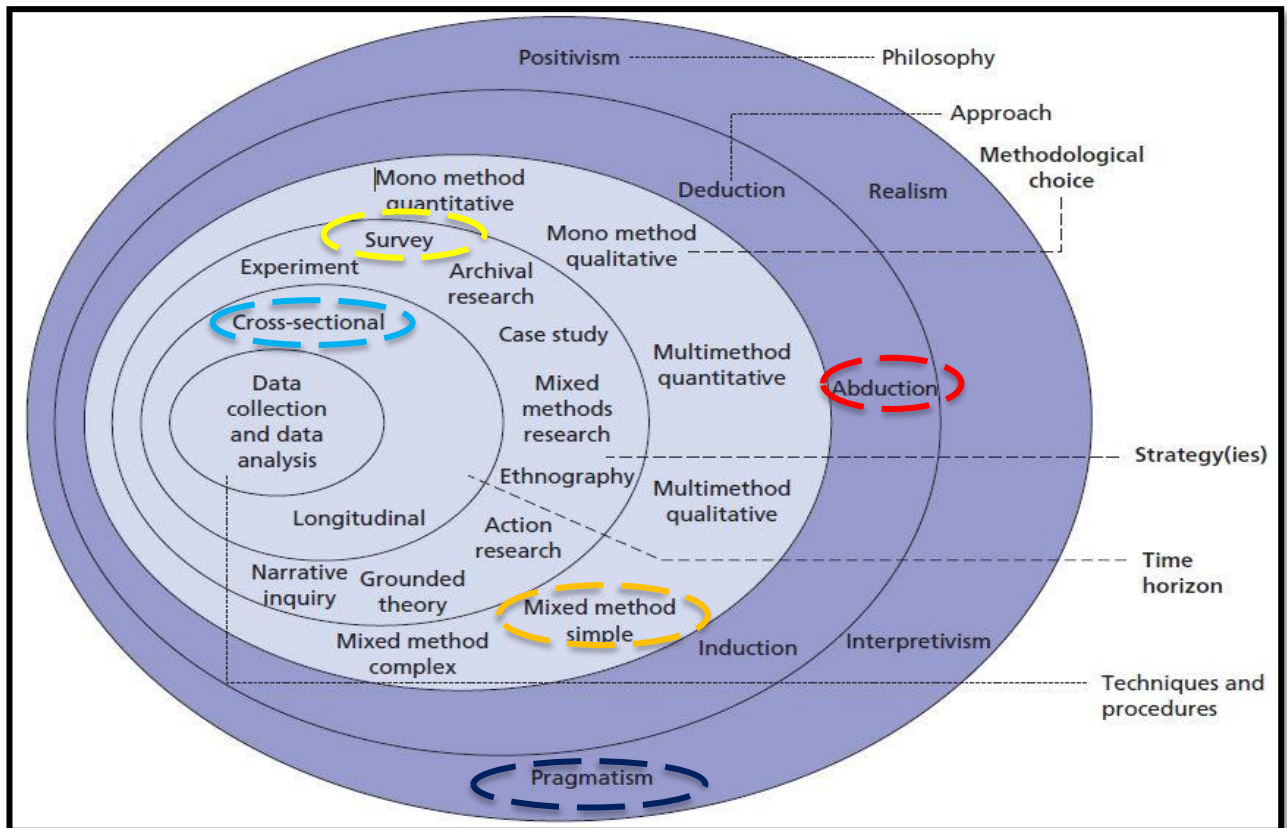 Positivism
Philosophy
Approach
Methodological
choice
Mono method
quantitative
Deduction
Realism
Survey
Mono method
qualitative
Experiment
Archival
research
Cross-sectional
Case study
Multimethod
quantitative
Abduction
Data
collection
and data
analysis
Mixed
methods
research
Strategy(ies)
Ethnography
Multimethod
qualitative
Longitudinal
Action
research
Time
horizon
Narrative
inquiry
Grounded
theory
Mixed method
simple
Mixed method
complex
Induction
Interpretivism
Techniques and
procedures
Pragmatism